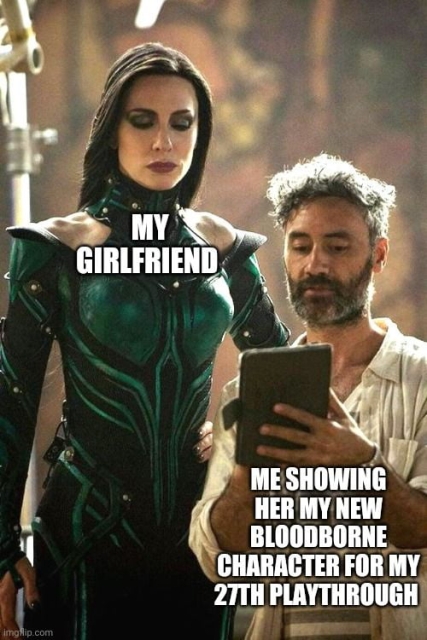 MY
GIRLFRIEND
ME SHOWING
HER MY NEW
BLOODBORNE
CHARACTER FOR MY
27TH PLAYTHROUGH
imgflip.com